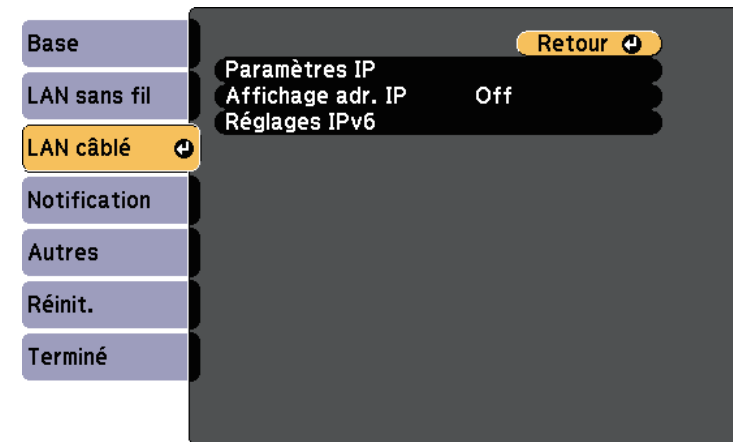 Base
LAN sans fil
LAN câblé
Notification
Autres
Réinit.
Terminé
Retour
Paramètres IP
Affichage adr. IP Off
Réglages IPv6